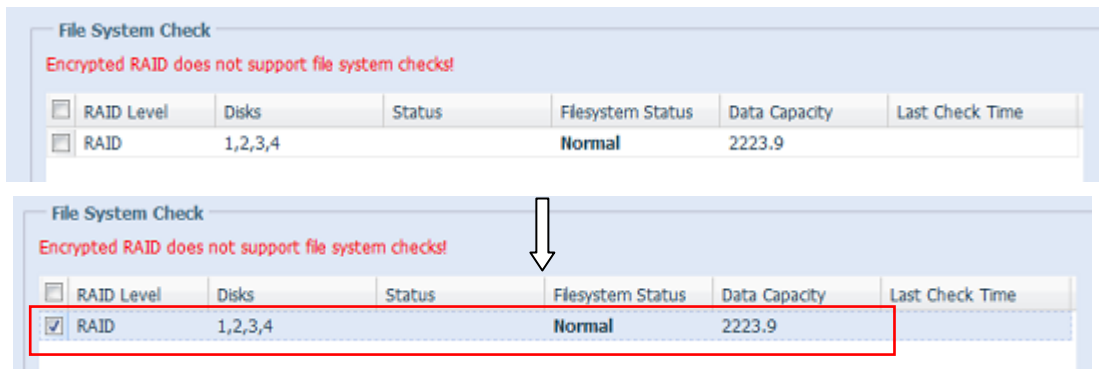 File System Check
Encrypted RAID does not support file system checks!
RAID Level Disks Status Filesystem Status Data Capacity Last Check Time
RAID 1,2,3,4 Normal 2223.9
File System Check
Encrypted RAID does not support file system checks!
RAID Level Disks Status Filesystem Status Data Capacity Last Check Time
RAID 1,2,3,4 Normal 2223.9